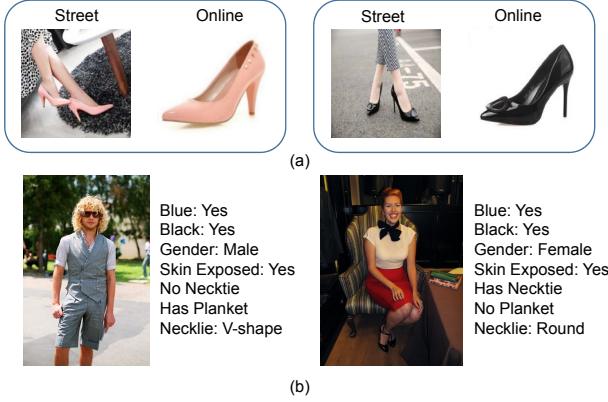 Street
Online
Street
Online
(a)
Blue: Yes
Black: Yes
Gender: Male
Skin Exposed: Yes
No Necktie
Has Planket
Necklie: V-shape
Blue: Yes
Black: Yes
Gender: Female
Skin Exposed: Yes
Has Necktie
No Planket
Necklie: Round
(b)